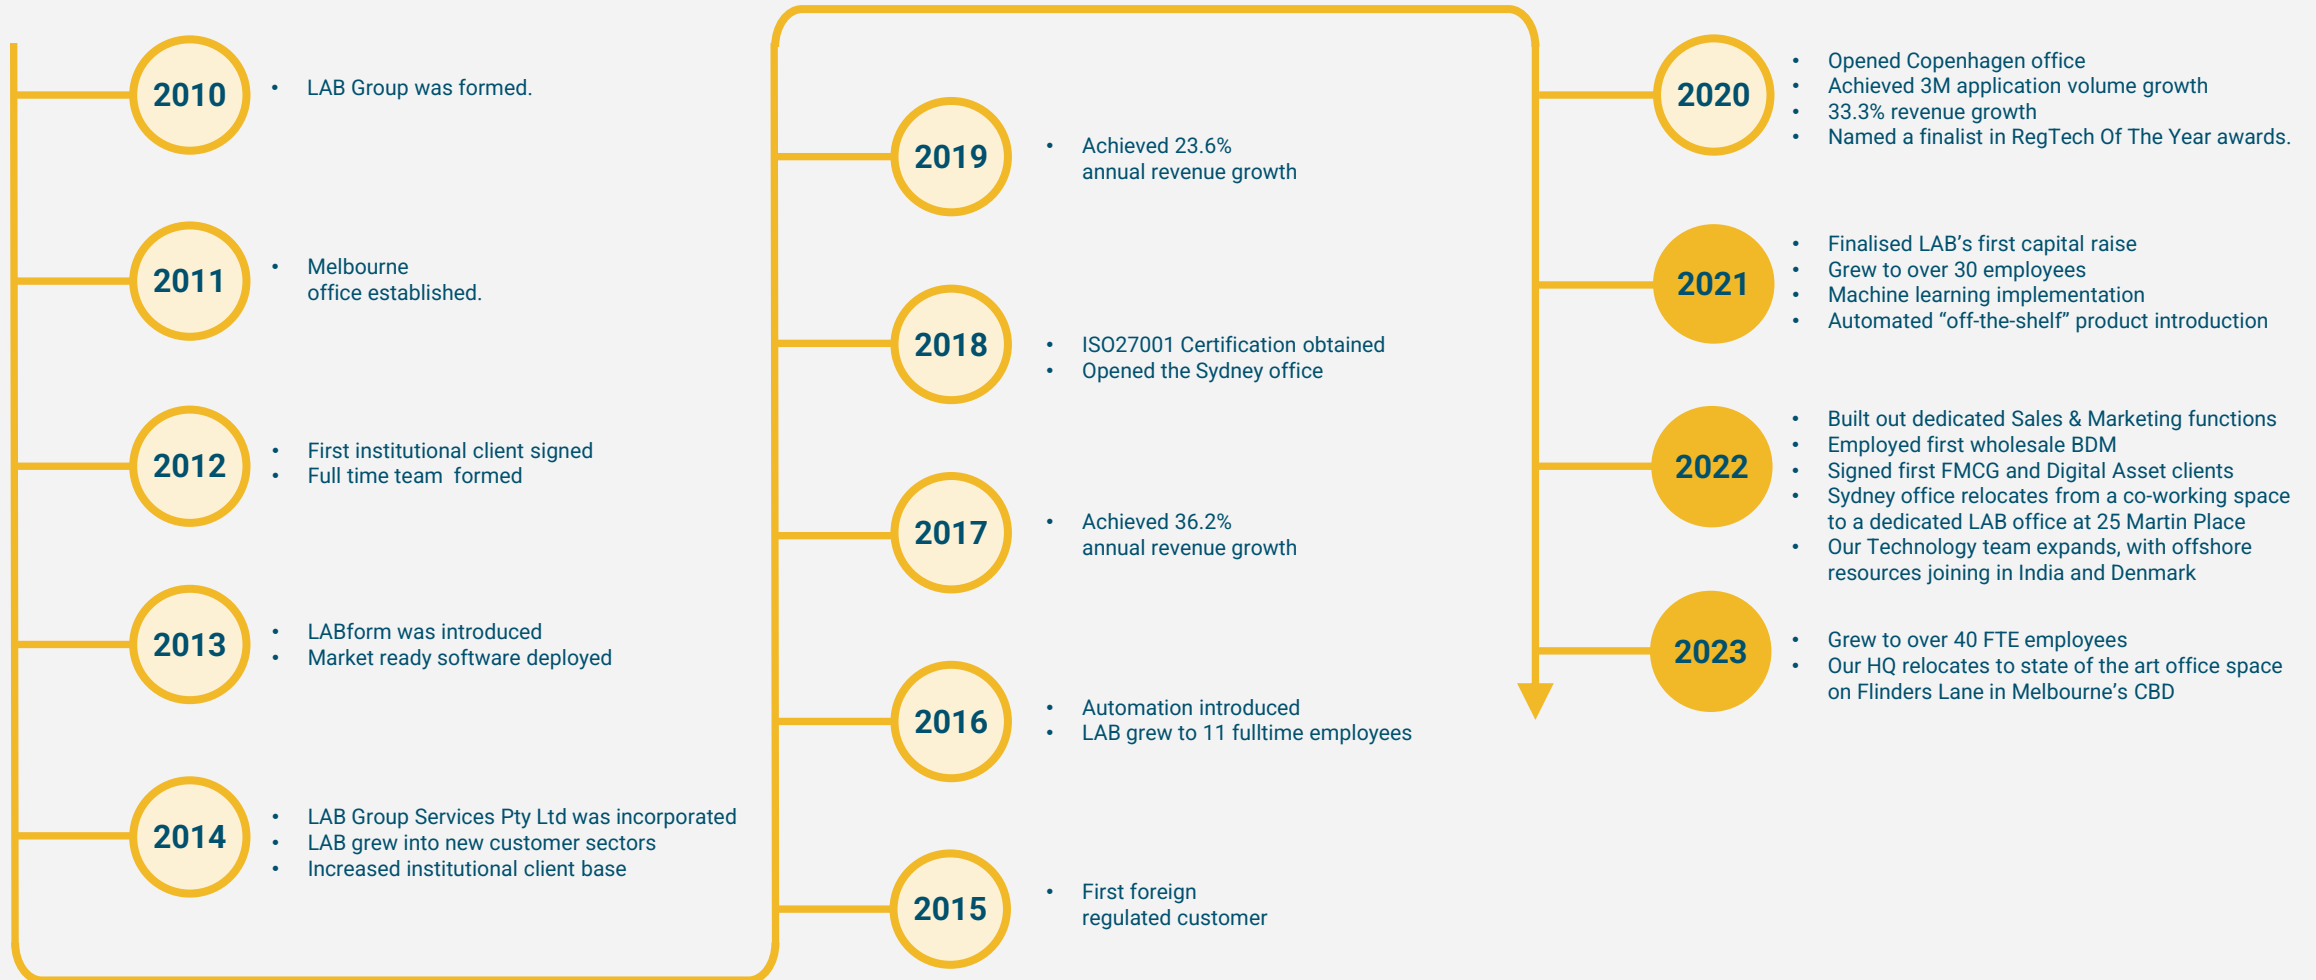 2010
• LAB Group was formed.
2011
• Melbourne
office established.
2012
• First institutional client signed
• Full time team  formed
2013
• LABform was introduced
• Market ready software deployed
2014
• LAB Group Services Pty Ltd was incorporated
• LAB grew into new customer sectors
• Increased institutional client base
2015
• First foreign
regulated customer
2016
• Automation introduced
• LAB grew to 11 fulltime employees
2017
• Achieved 36.2%
annual revenue growth
2018
• ISO27001 Certification obtained
• Opened the Sydney office
2019
• Achieved 23.6%
annual revenue growth
2020
• Opened Copenhagen office
• Achieved 3M application volume growth
• 33.3% revenue growth
• Named a finalist in RegTech Of The Year awards.
2021
• Finalised LAB’s first capital raise
• Grew to over 30 employees
• Machine learning implementation
• Automated “off-the-shelf” product introduction
2022
• Built out dedicated Sales & Marketing functions
• Employed first wholesale BDM
• Signed first FMCG and Digital Asset clients
• Sydney office relocates from a co-working space
to a dedicated LAB office at 25 Martin Place
• Our Technology team expands, with offshore
resources joining in India and Denmark
2023
• Grew to over 40 FTE employees
• Our HQ relocates to state of the art office space
on Flinders Lane in Melbourne’s CBD